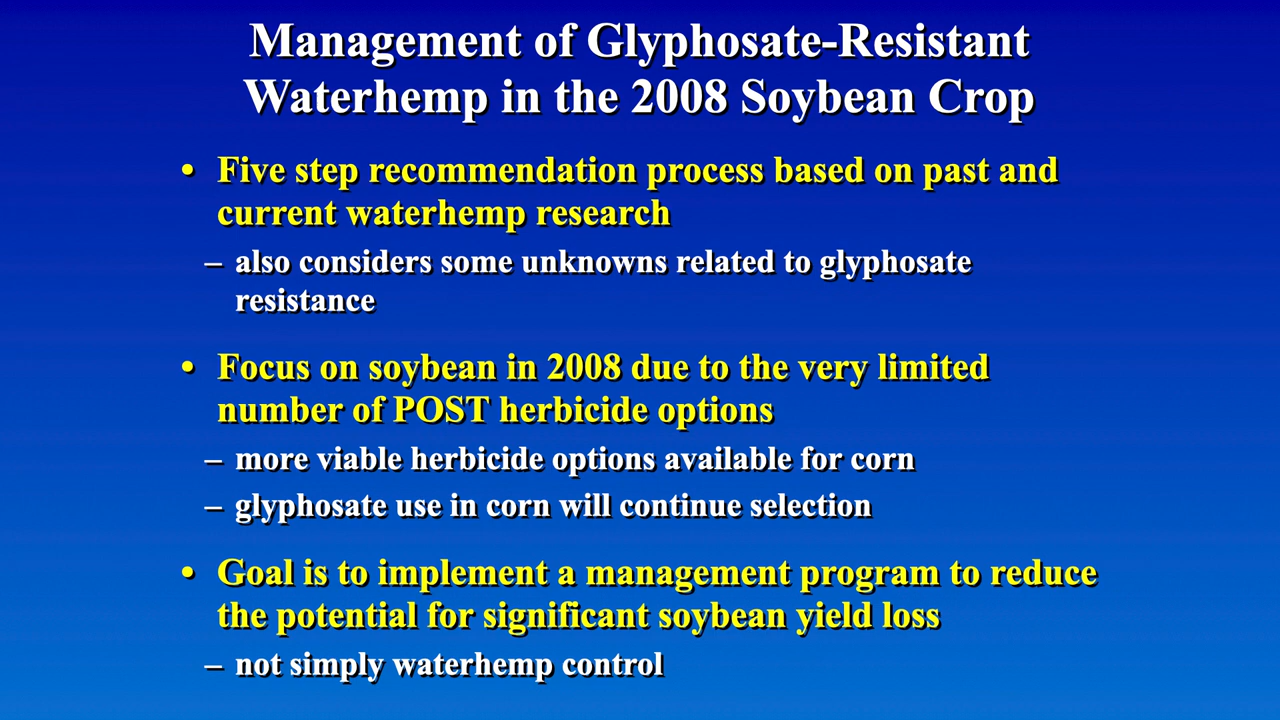 Management of Glyphosate-Resistant
Waterhemp in the 2008 Soybean Crop
• Five step recommendation process based on past and
current waterhemp research
– also considers some unknowns related to glyphosate
resistance
• Focus on soybean in 2008 due to the very limited
number of POST herbicide options
– more viable herbicide options available for corn
– glyphosate use in corn will continue selection
• Goal is to implement a management program to reduce
the potential for significant soybean yield loss
– not simply waterhemp control